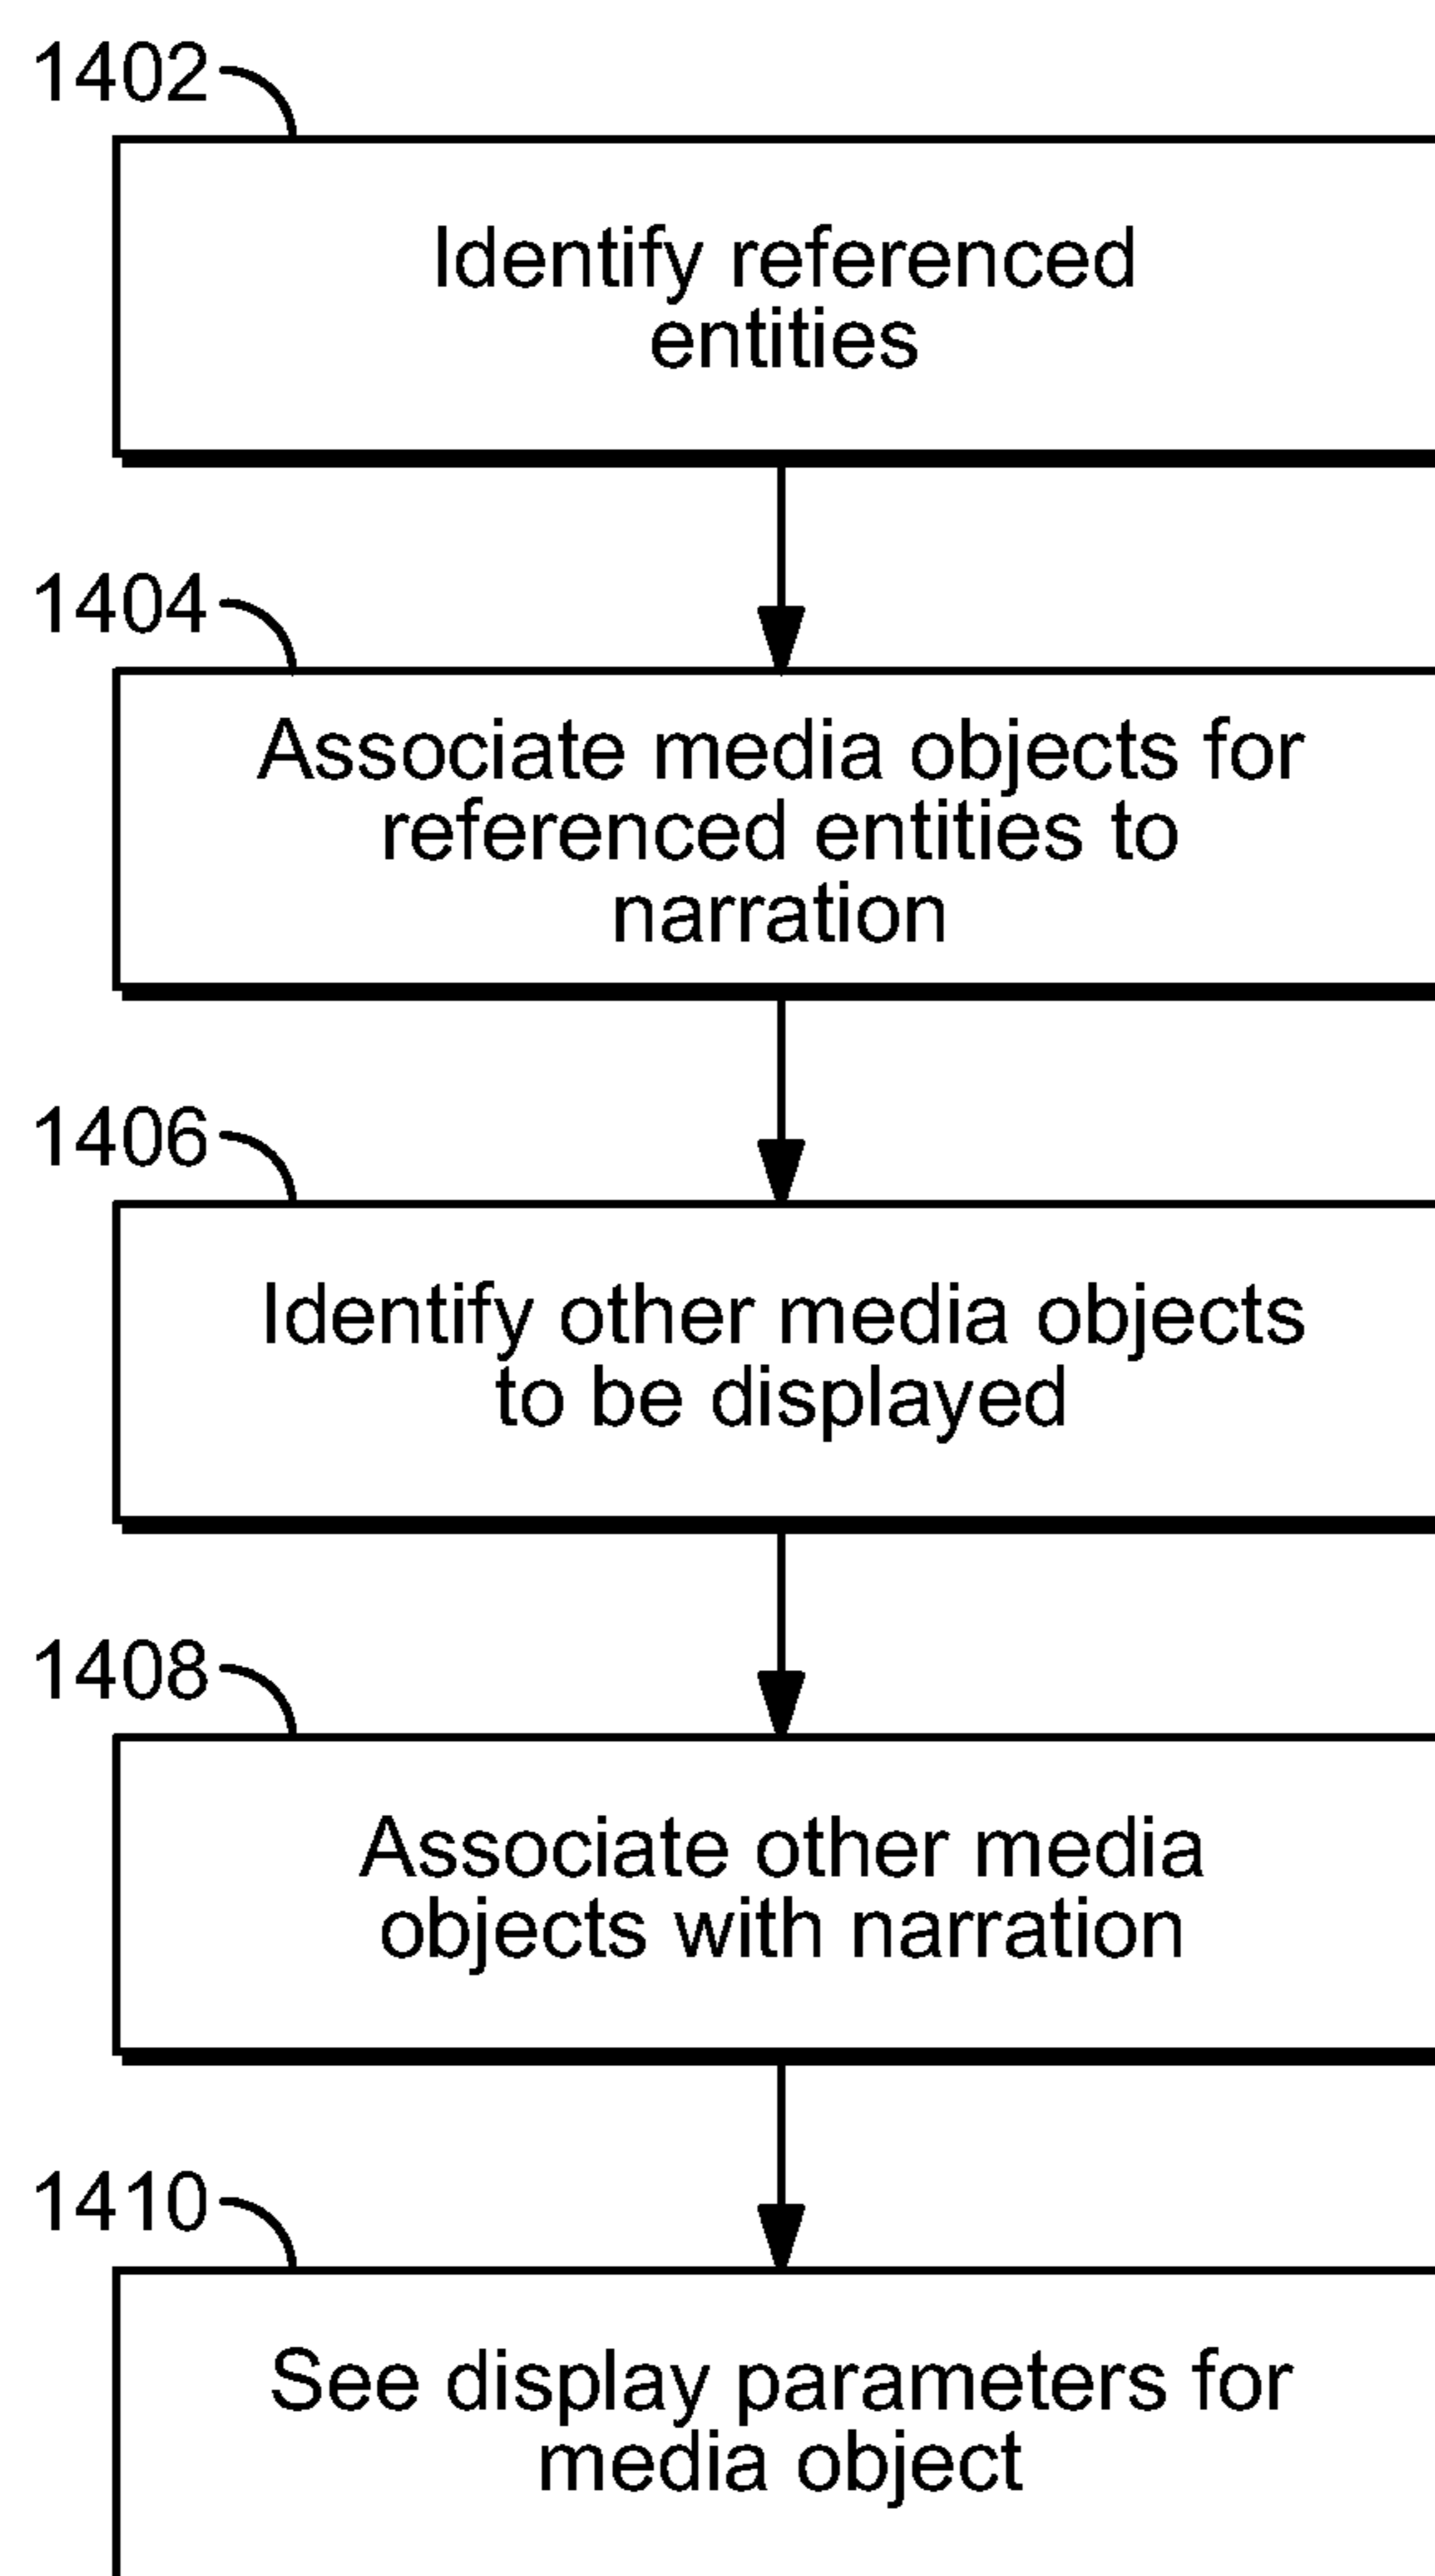 1402
Identify referenced
entities
1404
Associate media objects for
referenced entities to
narration
1406
Identify other media objects
to be displayed
1408
Associate other media
objects with narration
1410
See display parameters for
media object